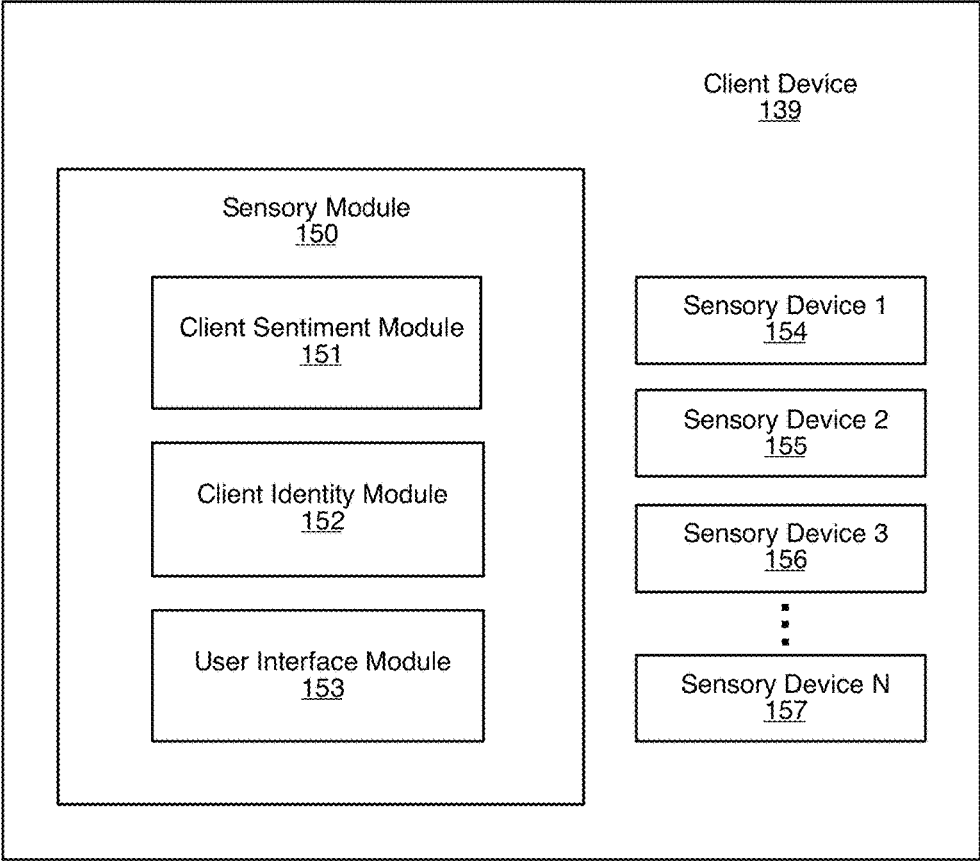 Client Device
139
Sensory Module
150
Client Sentiment Module
151
Client Identity Module
152
User Interface Module
153
Sensory Device 1
154
Sensory Device 2
155
Sensory Device 3
156
Sensory Device N
157